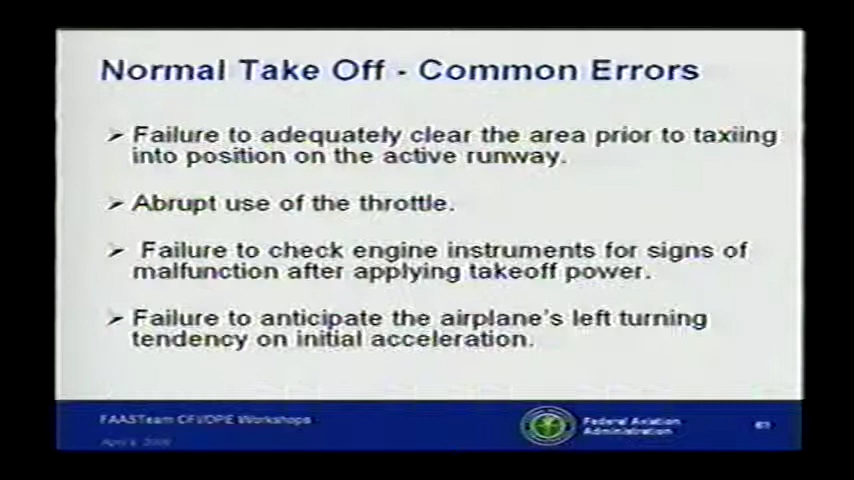 Normal Take Off - Common Errors
➢ Failure to adequately clear the area prior to taxiing
into position on the active runway.
➢ Abrupt use of the throttle.
➢ Failure to check engine instruments for signs of
malfunction after applying takeoff power.
➢ Failure to anticipate the airplane's left turning
tendency on initial acceleration.
FAASTeam CFI/DPE Workshops
Federal Aviation
Administration
April